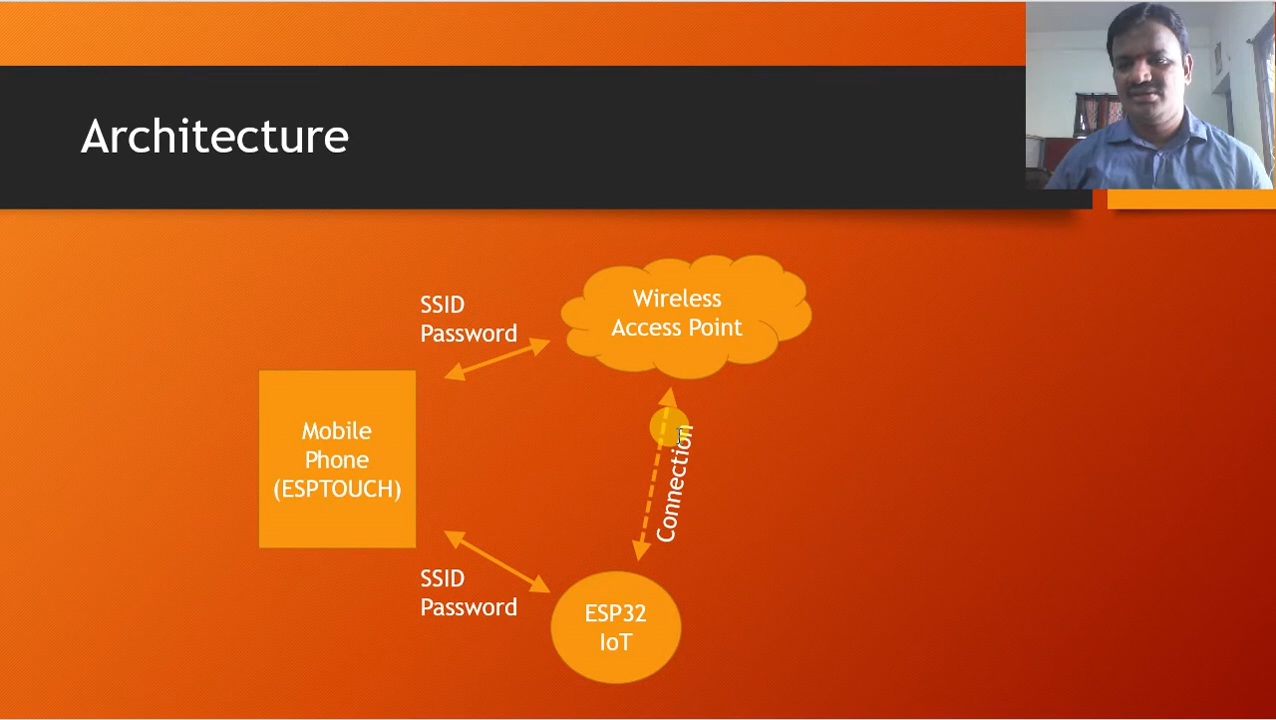 Architecture
SSID
Password
Wireless
Access Point
Mobile
Phone
(ESPTOUCH)
Connection
SSID
Password
ESP32
IoT